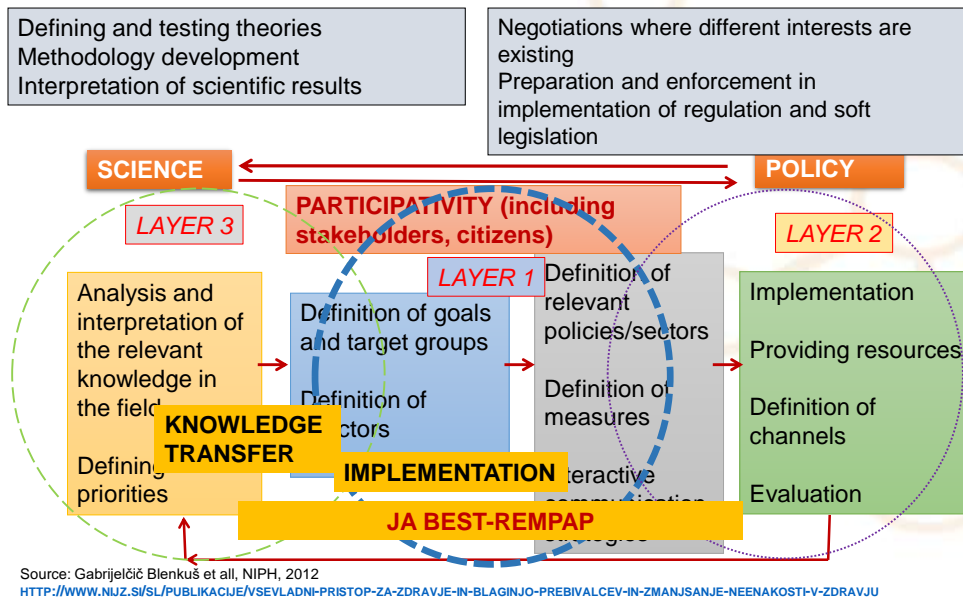 Defining and testing theories
Methodology development
Interpretation of scientific results
Negotiations where different interests are
existing
Preparation and enforcement in
implementation of regulation and soft
legislation
SCIENCE
POLICY
LAYER 3
PARTICIPATIVITY (including
stakeholders, citizens)
LAYER 1
LAYER 2
Analysis and
interpretation of
the relevant
knowledge in
the field
Defining
priorities
Definition of goals
and target groups
Definition of
Definition of
relevant
policies/sectors
Definition of
measures
Implementation
Providing resources
Definition of
channels
Evaluation
KNOWLEDGE
TRANSFER
IMPLEMENTATION
JA BEST-REMPAP
Source: Gabrijelčič Blenkuš et all, NIPH, 2012
HTTP://WWW.NIJZ.SI/SL/PUBLIKACIJE/VSEVLADNI-PRISTOP-ZA-ZDRAVJE-IN-BLAGINJO-PREBIVALCEV-IN-ZMANJSANJE-NEENAKOSTI-V-ZDRAVJU